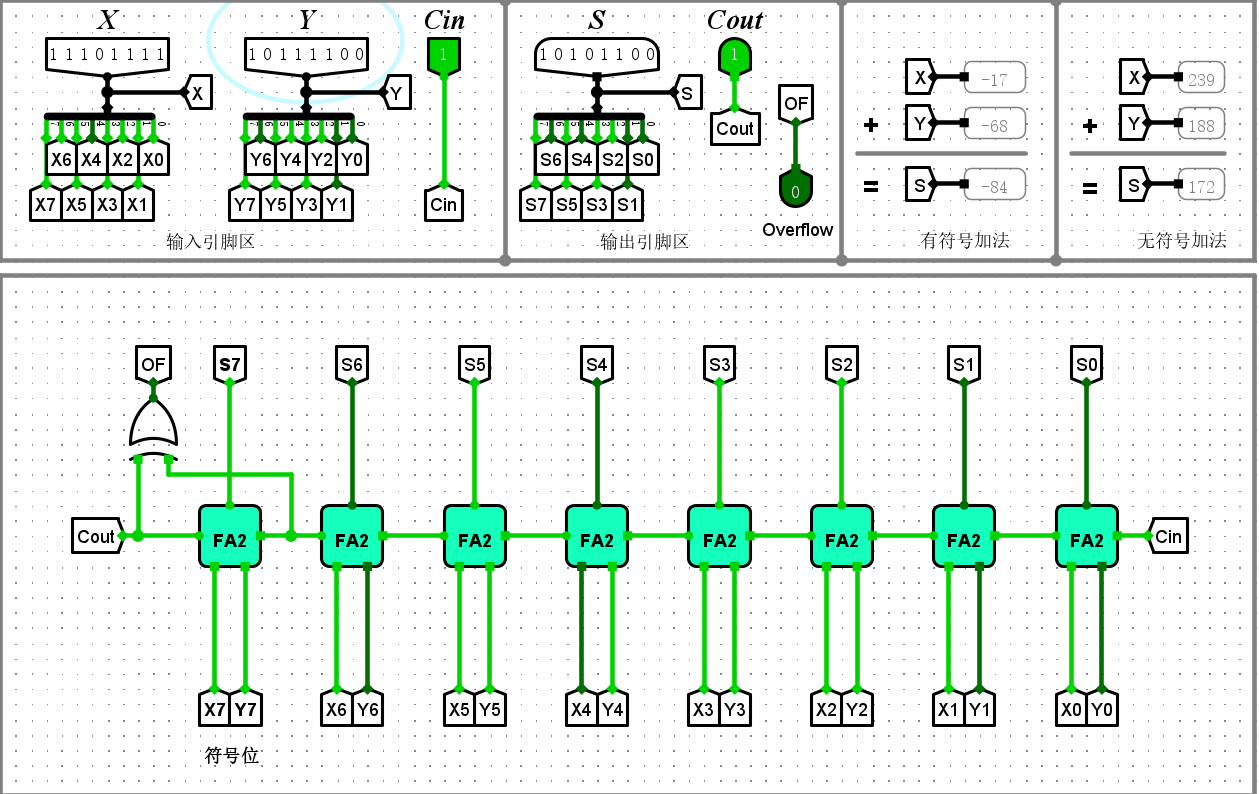 X Y Cin S Cout
1 1 1 0 1 1 1 1 1 0 1 1 1 1 0 0 1 1 0 1 0 1 1 0 0 1
X Y S OF X -17 X 239
Cout + Y -68 + Y 188
X6 X4 X2 X0 Y6 Y4 Y2 Y0 S6 S4 S2 S0
X7 X5 X3 X1 Y7 Y5 Y3 Y1 Cin S7 S5 S3 S1 0 = S -84 = S 172
输入引脚区 输出引脚区 Overflow 有符号加法 无符号加法
OF S7 S6 S5 S4 S3 S2 S1 S0
Cout FA2 FA2 FA2 FA2 FA2 FA2 FA2 FA2 Cin
X7 Y7 X6 Y6 X5 Y5 X4 Y4 X3 Y3 X2 Y2 X1 Y1 X0 Y0
符号位